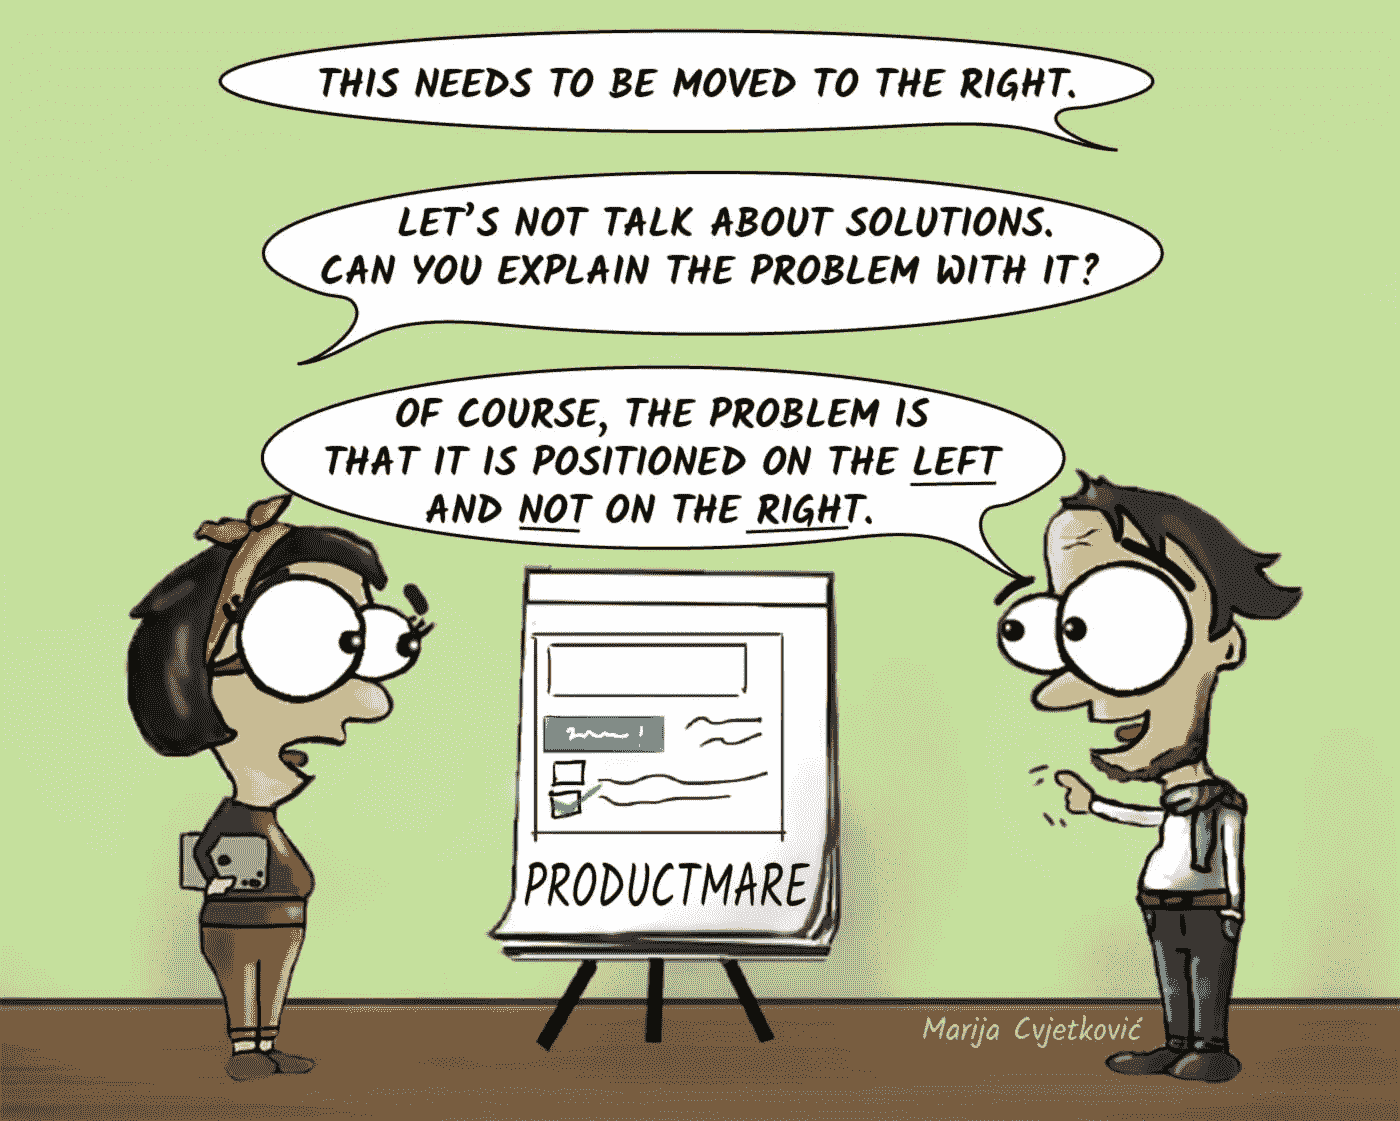 THIS NEEDS TO BE MOVED TO THE RIGHT.
LET'S NOT TALK ABOUT SOLUTIONS.
CAN YOU EXPLAIN THE PROBLEM WITH IT?
OF COURSE, THE PROBLEM IS
THAT IT IS POSITIONED ON THE LEFT
AND NOT ON THE RIGHT.
PRODUCTMARE
Marija Cvjetković